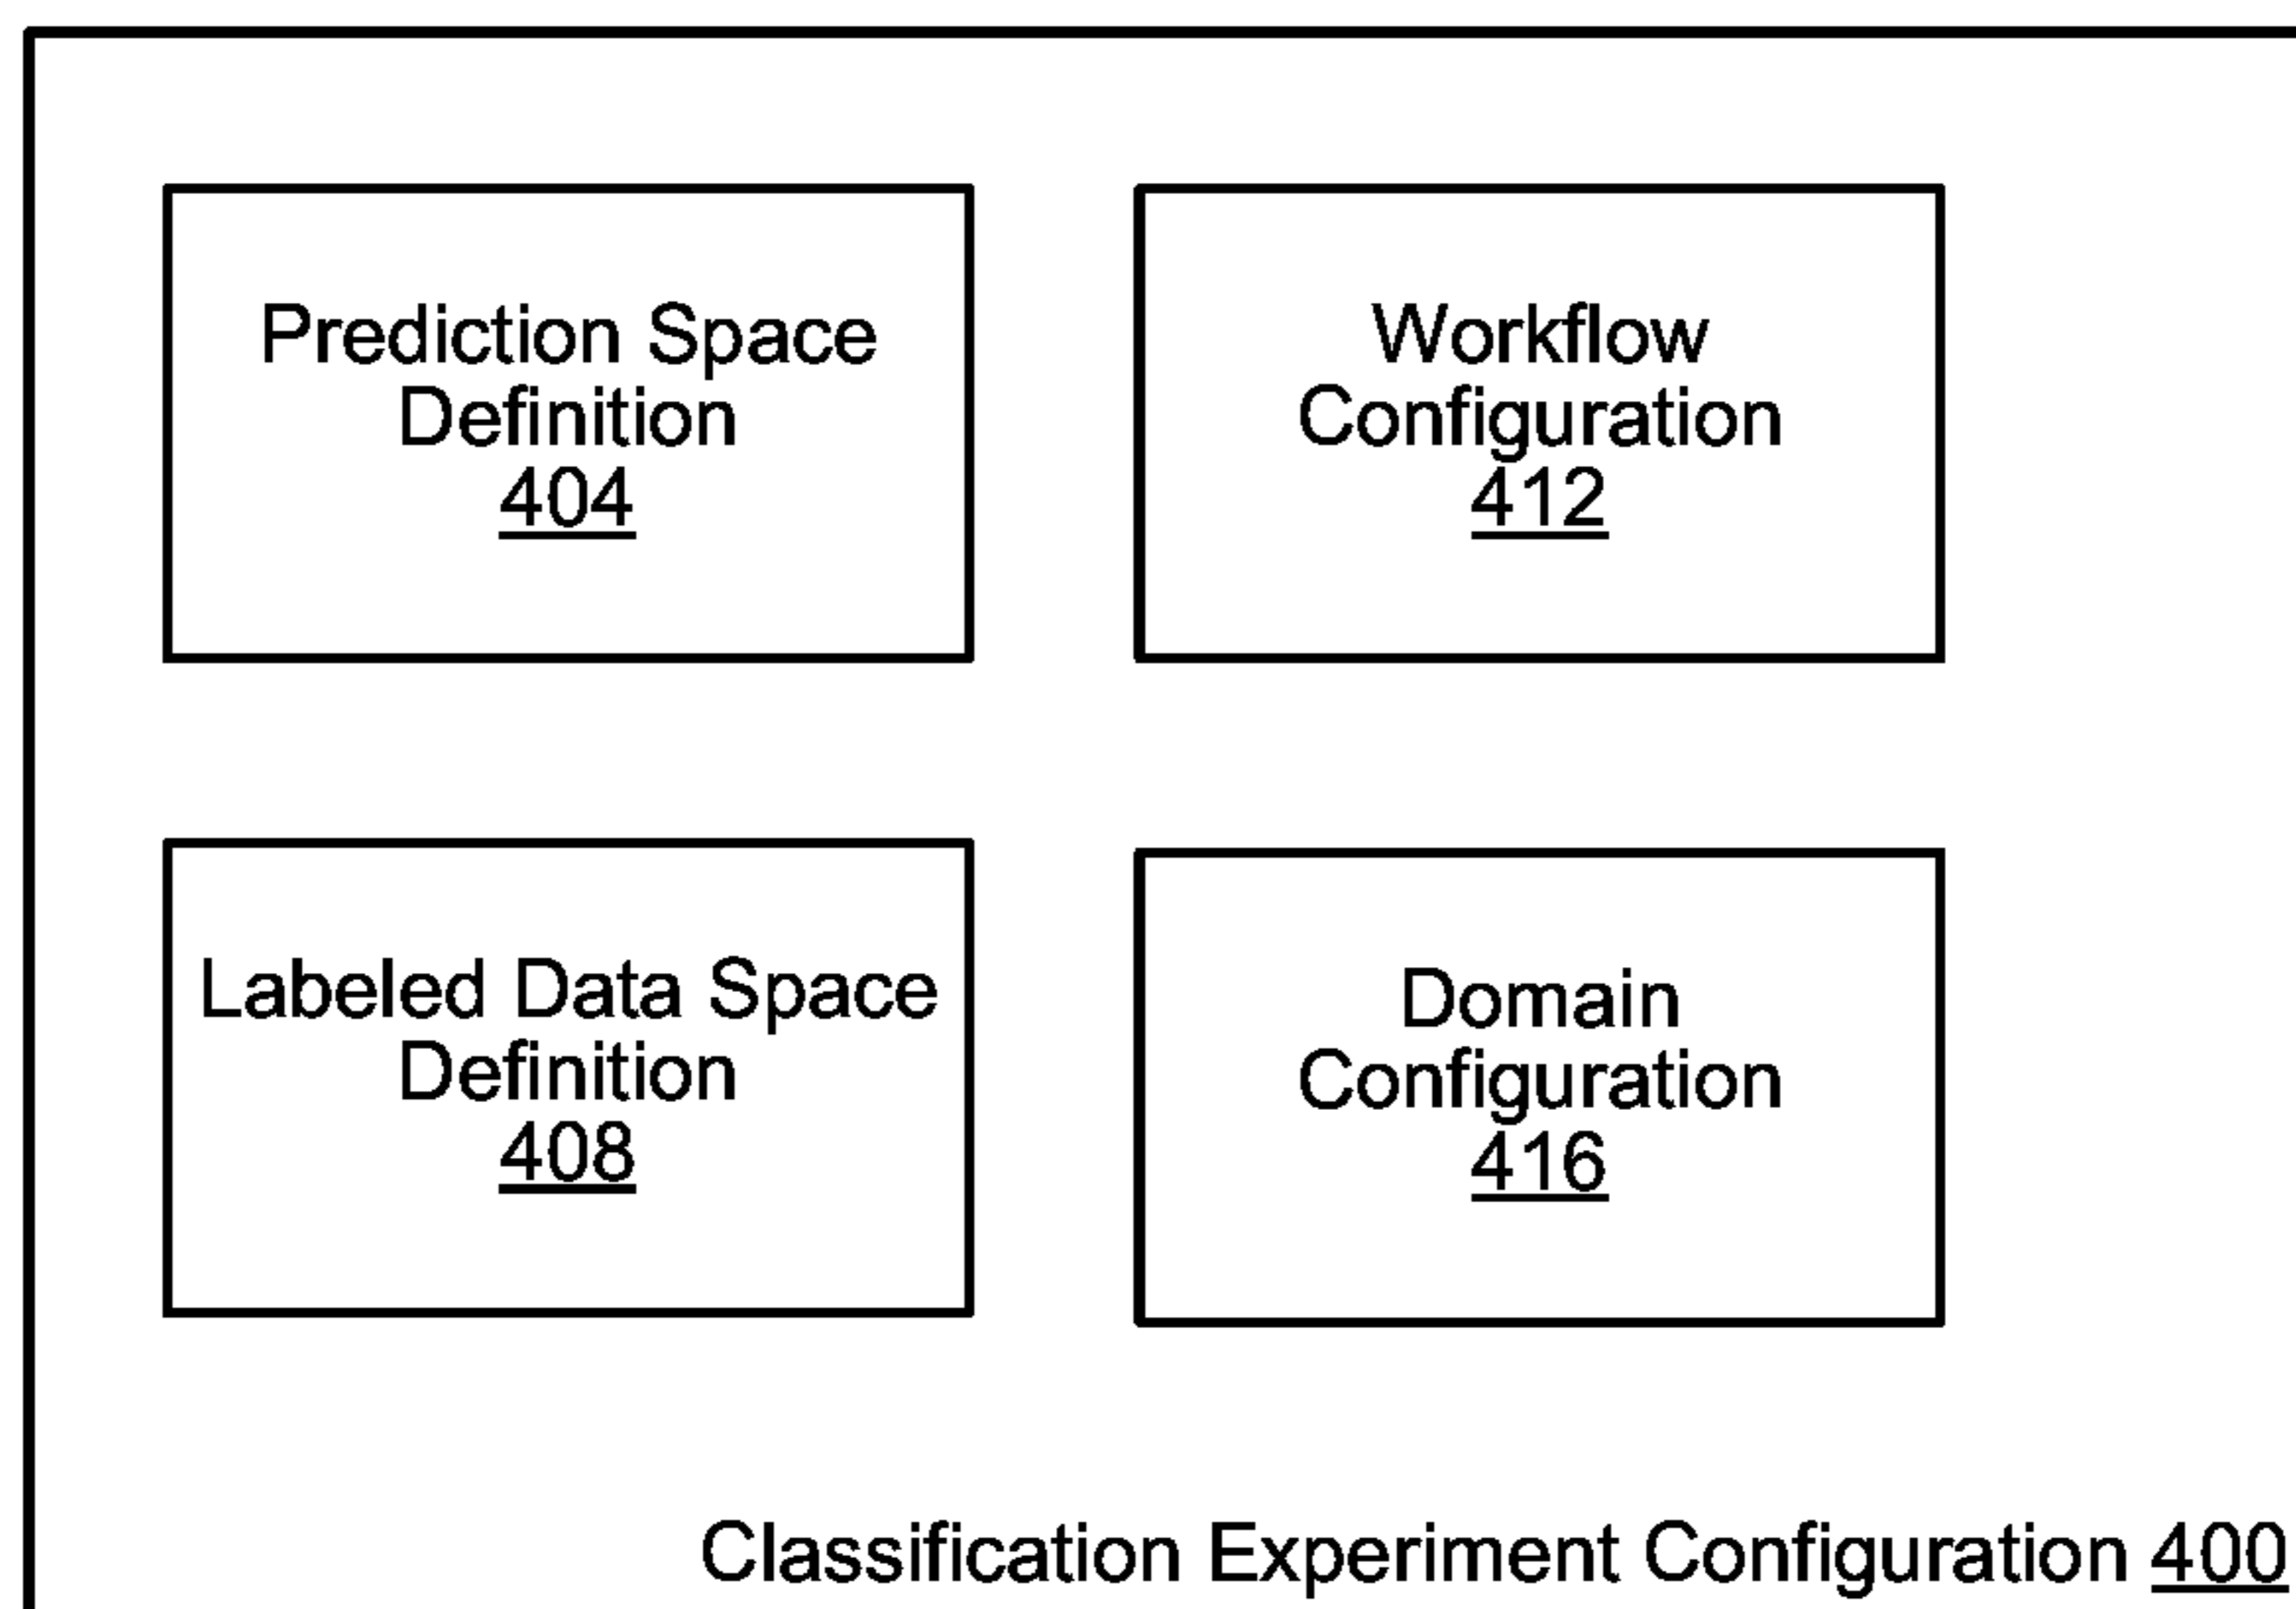 Prediction Space
Definition
404
Workflow
Configuration
412
Labeled Data Space
Definition
408
Domain
Configuration
416
Classification Experiment Configuration 400